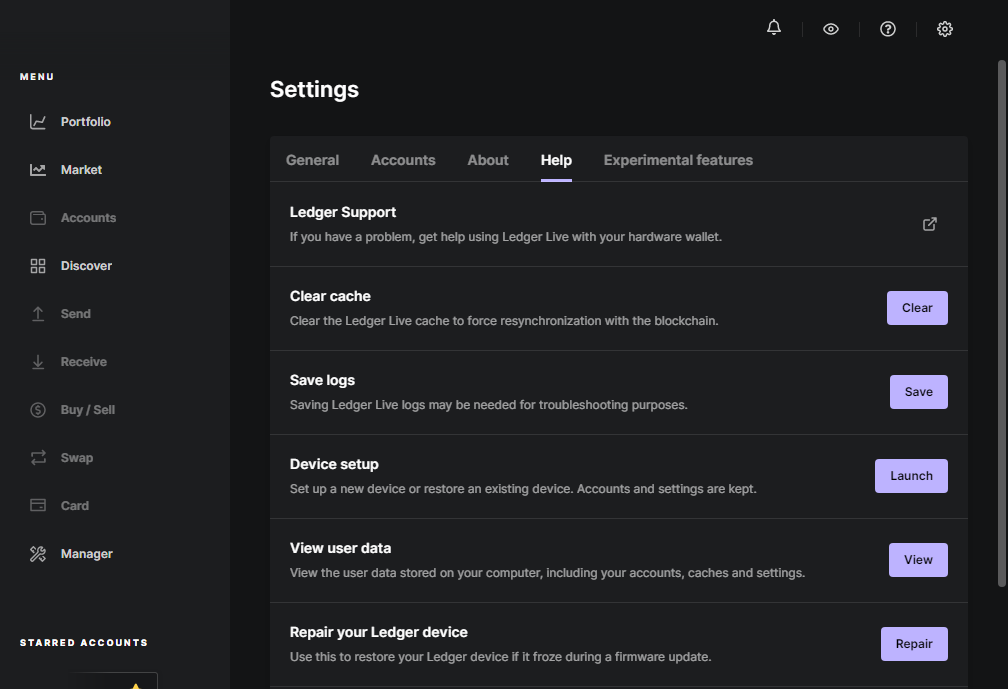 Settings
MENU
Portfolio
Market
Accounts
Discover
Send
Receive
Buy / Sell
Swap
Card
Manager
STARRED ACCOUNTS
General Accounts About Help Experimental features
Ledger Support
If you have a problem, get help using Ledger Live with your hardware wallet.
Clear cache
Clear the Ledger Live cache to force resynchronization with the blockchain.
Clear
Save logs
Saving Ledger Live logs may be needed for troubleshooting purposes.
Save
Device setup
Set up a new device or restore an existing device. Accounts and settings are kept.
Launch
View user data
View the user data stored on your computer, including your accounts, caches and settings.
View
Repair your Ledger device
Use this to restore your Ledger device if it froze during a firmware update.
Repair